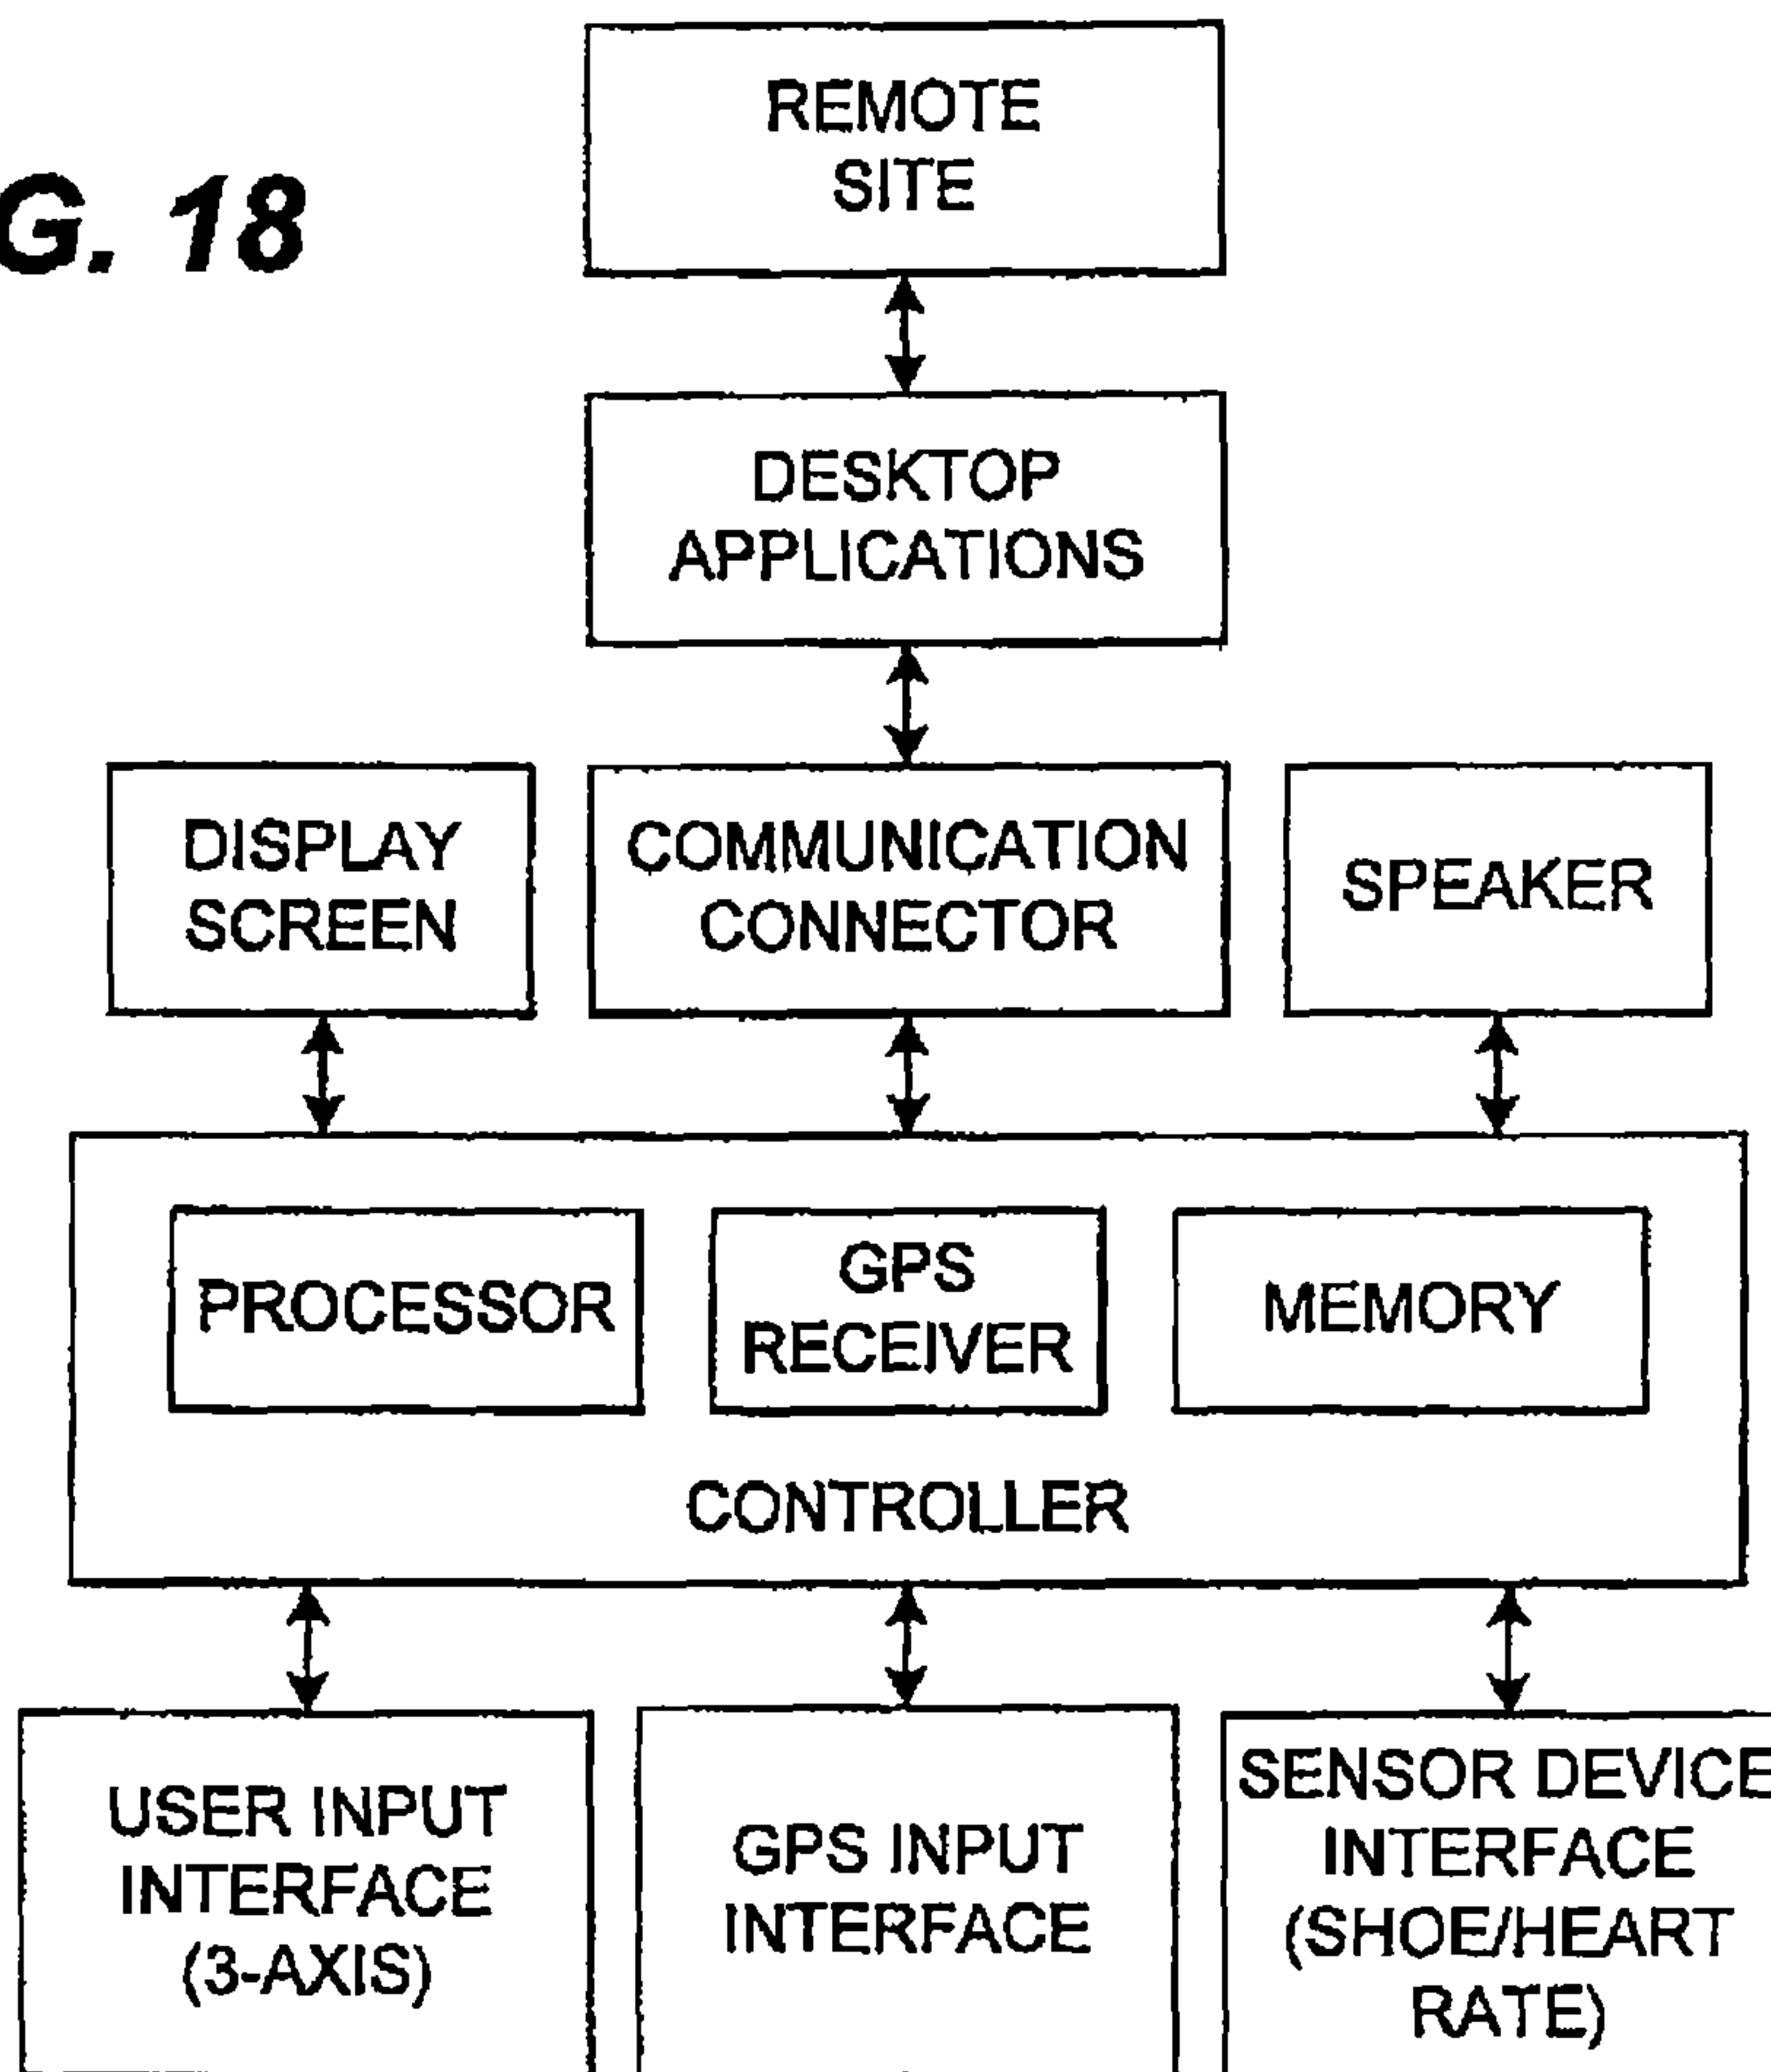 G. 18
REMOTE
SITE
DESKTOP
APPLICATIONS
DISPLAY
SCREEN
COMMUNICATION
CONNECTOR
SPEAKER
PROCESSOR
GPS
RECEIVER
MEMORY
CONTROLLER
USER INPUT
INTERFACE
(3-AXIS)
GPS INPUT
INTERFACE
SENSOR DEVICE
INTERFACE
(SHOE/HEART
RATE)